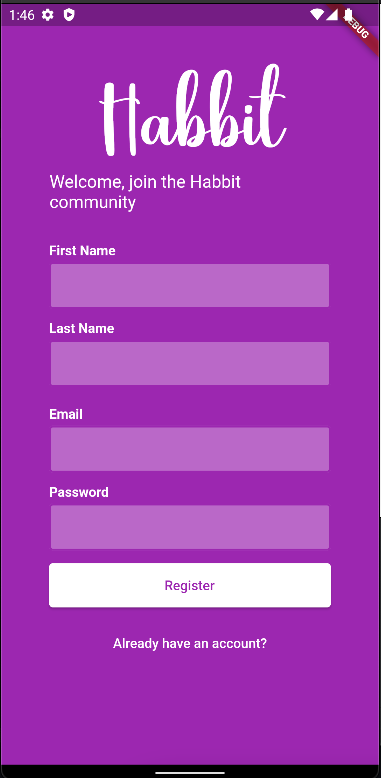 1:46
DEBUG
Habbit
Welcome, join the Habbit
community
First Name
Last Name
Email
Password
Register
Already have an account?